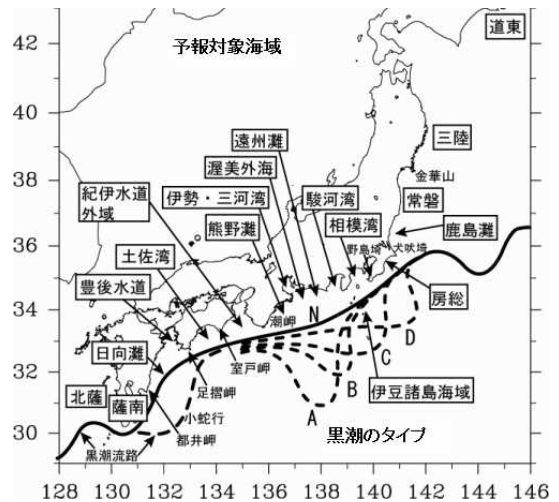 予報対象海域
道東
42
40
38
36
34
32
30
三陸
金華山
常磐
鹿島灘
犬吠埼
野島埼
房総
遠州灘
渥美外海
伊勢・三河湾
駿河湾
相模湾
紀伊水道
外域
熊野灘
土佐湾
豊後水道
日向灘
北薩
薩南
潮岬
室戸岬
足摺岬
小蛇行
都井岬
黒潮流路
N
A
B
C
D
伊豆諸島海域
黒潮のタイプ
128 130 132 134 136 138 140 142 144 146